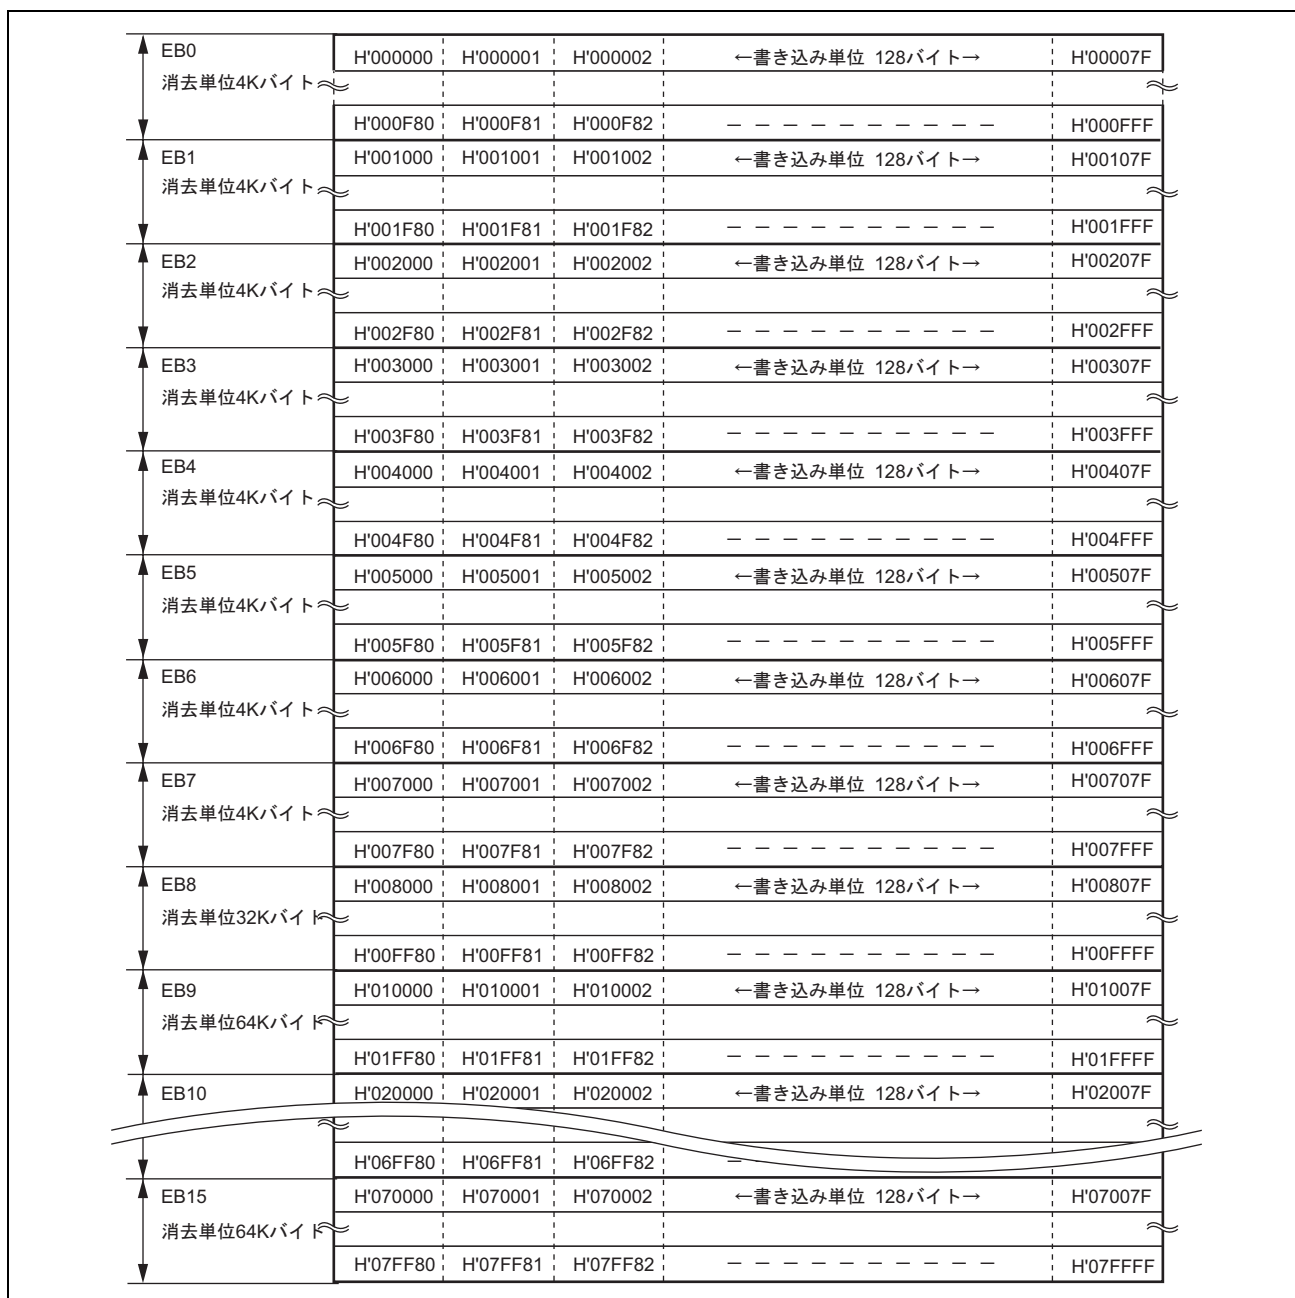 EB0 H'000000 H'000001 H'000002 ←書き込み単位 128バイト→ H'00007F
消去単位4Kバイト
H'000F80 H'000F81 H'000F82 − − − − − − − − − − H'000FFF
EB1 H'001000 H'001001 H'001002 ←書き込み単位 128バイト→ H'00107F
消去単位4Kバイト
H'001F80 H'001F81 H'001F82 − − − − − − − − − − H'001FFF
EB2 H'002000 H'002001 H'002002 ←書き込み単位 128バイト→ H'00207F
消去単位4Kバイト
H'002F80 H'002F81 H'002F82 − − − − − − − − − − H'002FFF
EB3 H'003000 H'003001 H'003002 ←書き込み単位 128バイト→ H'00307F
消去単位4Kバイト
H'003F80 H'003F81 H'003F82 − − − − − − − − − − H'003FFF
EB4 H'004000 H'004001 H'004002 ←書き込み単位 128バイト→ H'00407F
消去単位4Kバイト
H'004F80 H'004F81 H'004F82 − − − − − − − − − − H'004FFF
EB5 H'005000 H'005001 H'005002 ←書き込み単位 128バイト→ H'00507F
消去単位4Kバイト
H'005F80 H'005F81 H'005F82 − − − − − − − − − − H'005FFF
EB6 H'006000 H'006001 H'006002 ←書き込み単位 128バイト→ H'00607F
消去単位4Kバイト
H'006F80 H'006F81 H'006F82 − − − − − − − − − − H'006FFF
EB7 H'007000 H'007001 H'007002 ←書き込み単位 128バイト→ H'00707F
消去単位4Kバイト
H'007F80 H'007F81 H'007F82 − − − − − − − − − − H'007FFF
EB8 H'008000 H'008001 H'008002 ←書き込み単位 128バイト→ H'00807F
消去単位32Kバイト
H'00FF80 H'00FF81 H'00FF82 − − − − − − − − − − H'00FFFF
EB9 H'010000 H'010001 H'010002 ←書き込み単位 128バイト→ H'01007F
消去単位64Kバイト
H'01FF80 H'01FF81 H'01FF82 − − − − − − − − − − H'01FFFF
EB10 H'020000 H'020001 H'020002 ←書き込み単位 128バイト→ H'02007F
H'06FF80 H'06FF81 H'06FF82 −
EB15 H'070000 H'070001 H'070002 ←書き込み単位 128バイト→ H'07007F
消去単位64Kバイト
H'07FF80 H'07FF81 H'07FF82 − − − − − − − − − − H'07FFFF